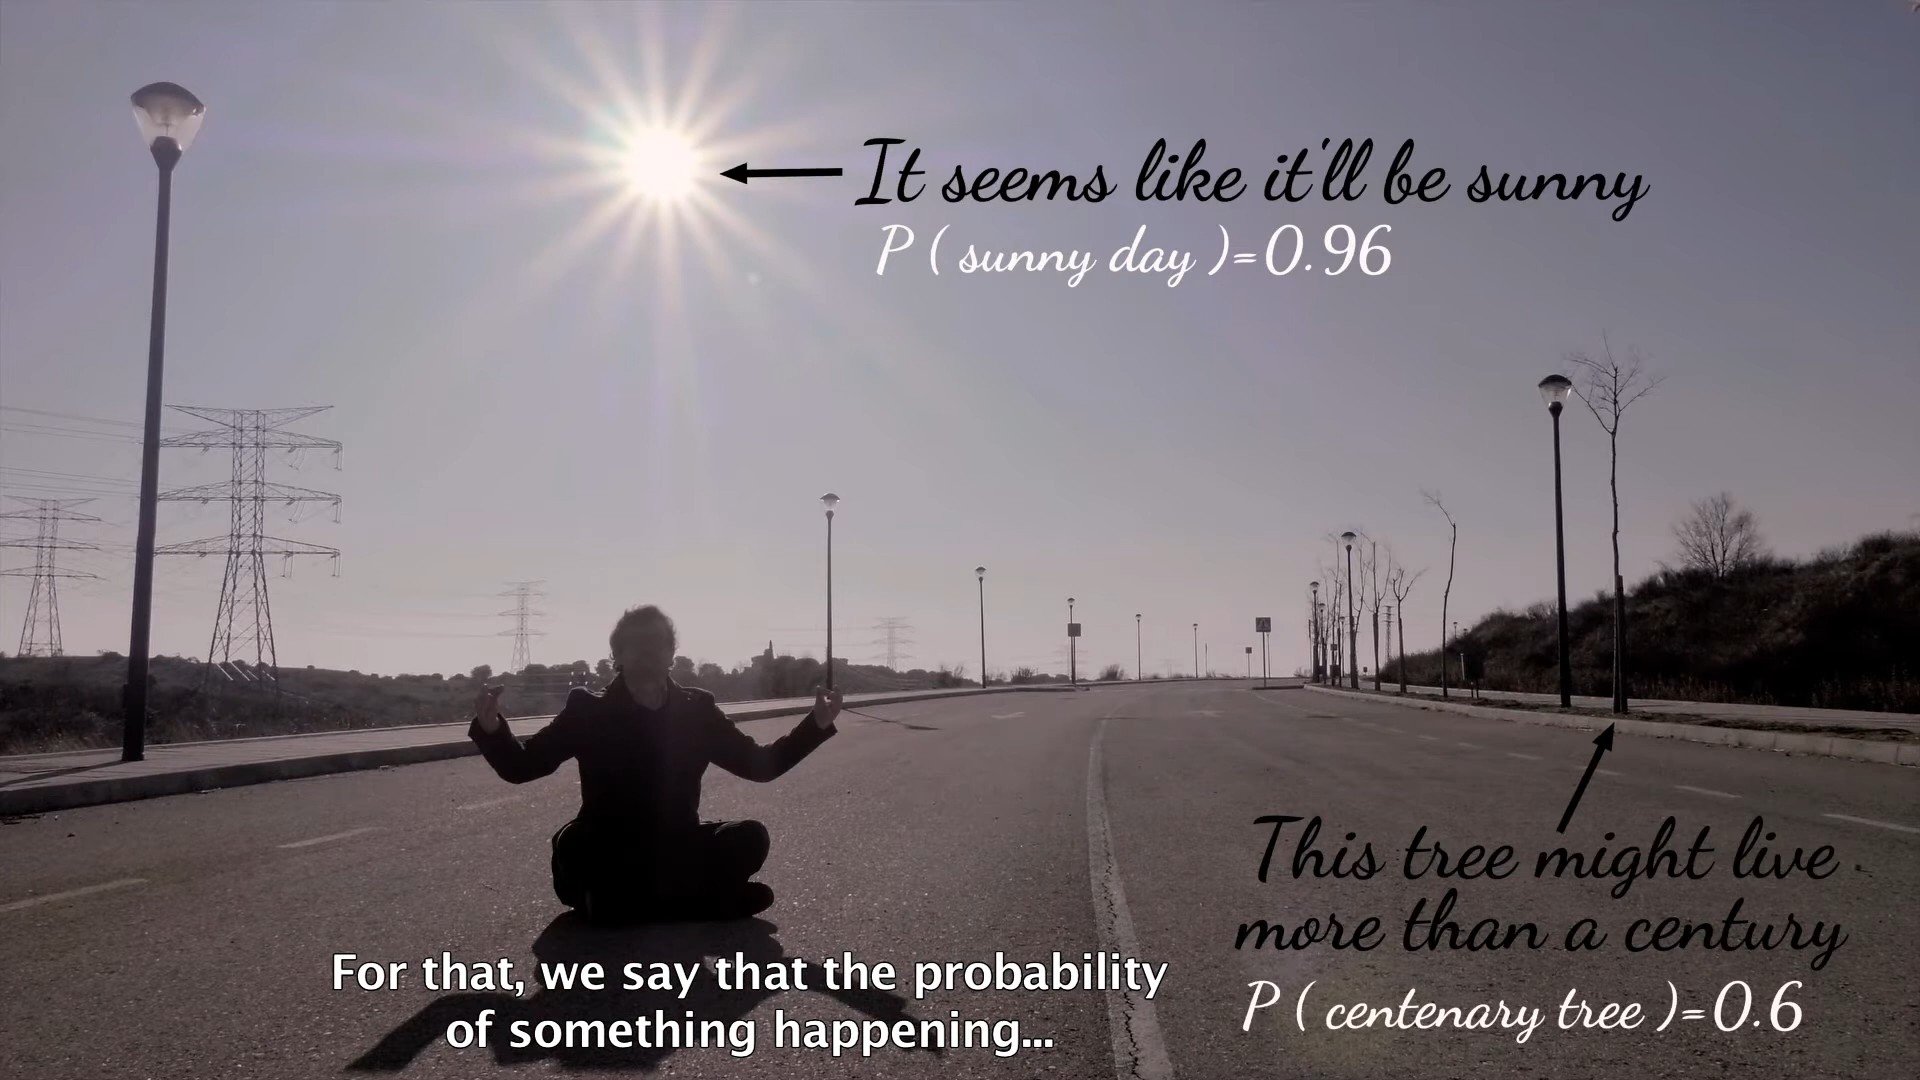 It seems like it'll be sunny
P ( sunny day )=0.96
This tree might live
more than a century
P ( centenary tree )=0.6
For that, we say that the probability
of something happening...